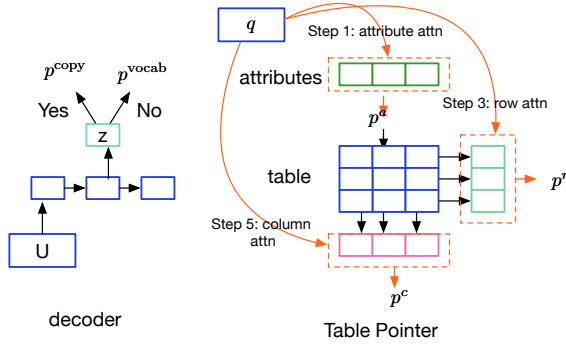 q
Step 1: attribute attn
p^copy
p^vocab
attributes
Yes
No
Step 3: row attn
p^a
z
table
p^r
Step 5: column
attn
U
p^c
decoder
Table Pointer